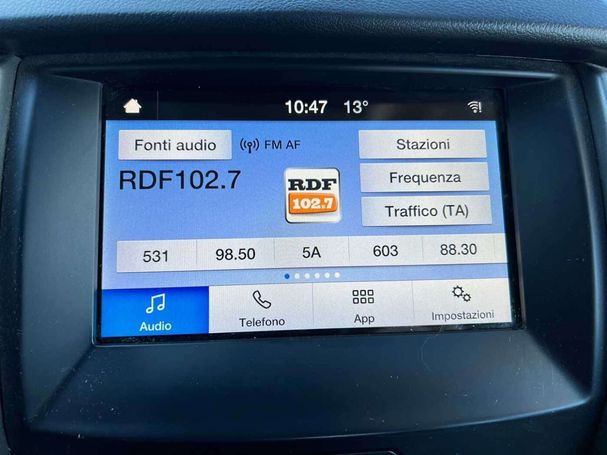 10:47 13°
Fonti audio FM AF Stazioni
RDF102.7
RDF
102.7
Frequenza
Traffico (TA)
531 98.50 5A 603 88.30
Audio Telefono App Impostazioni